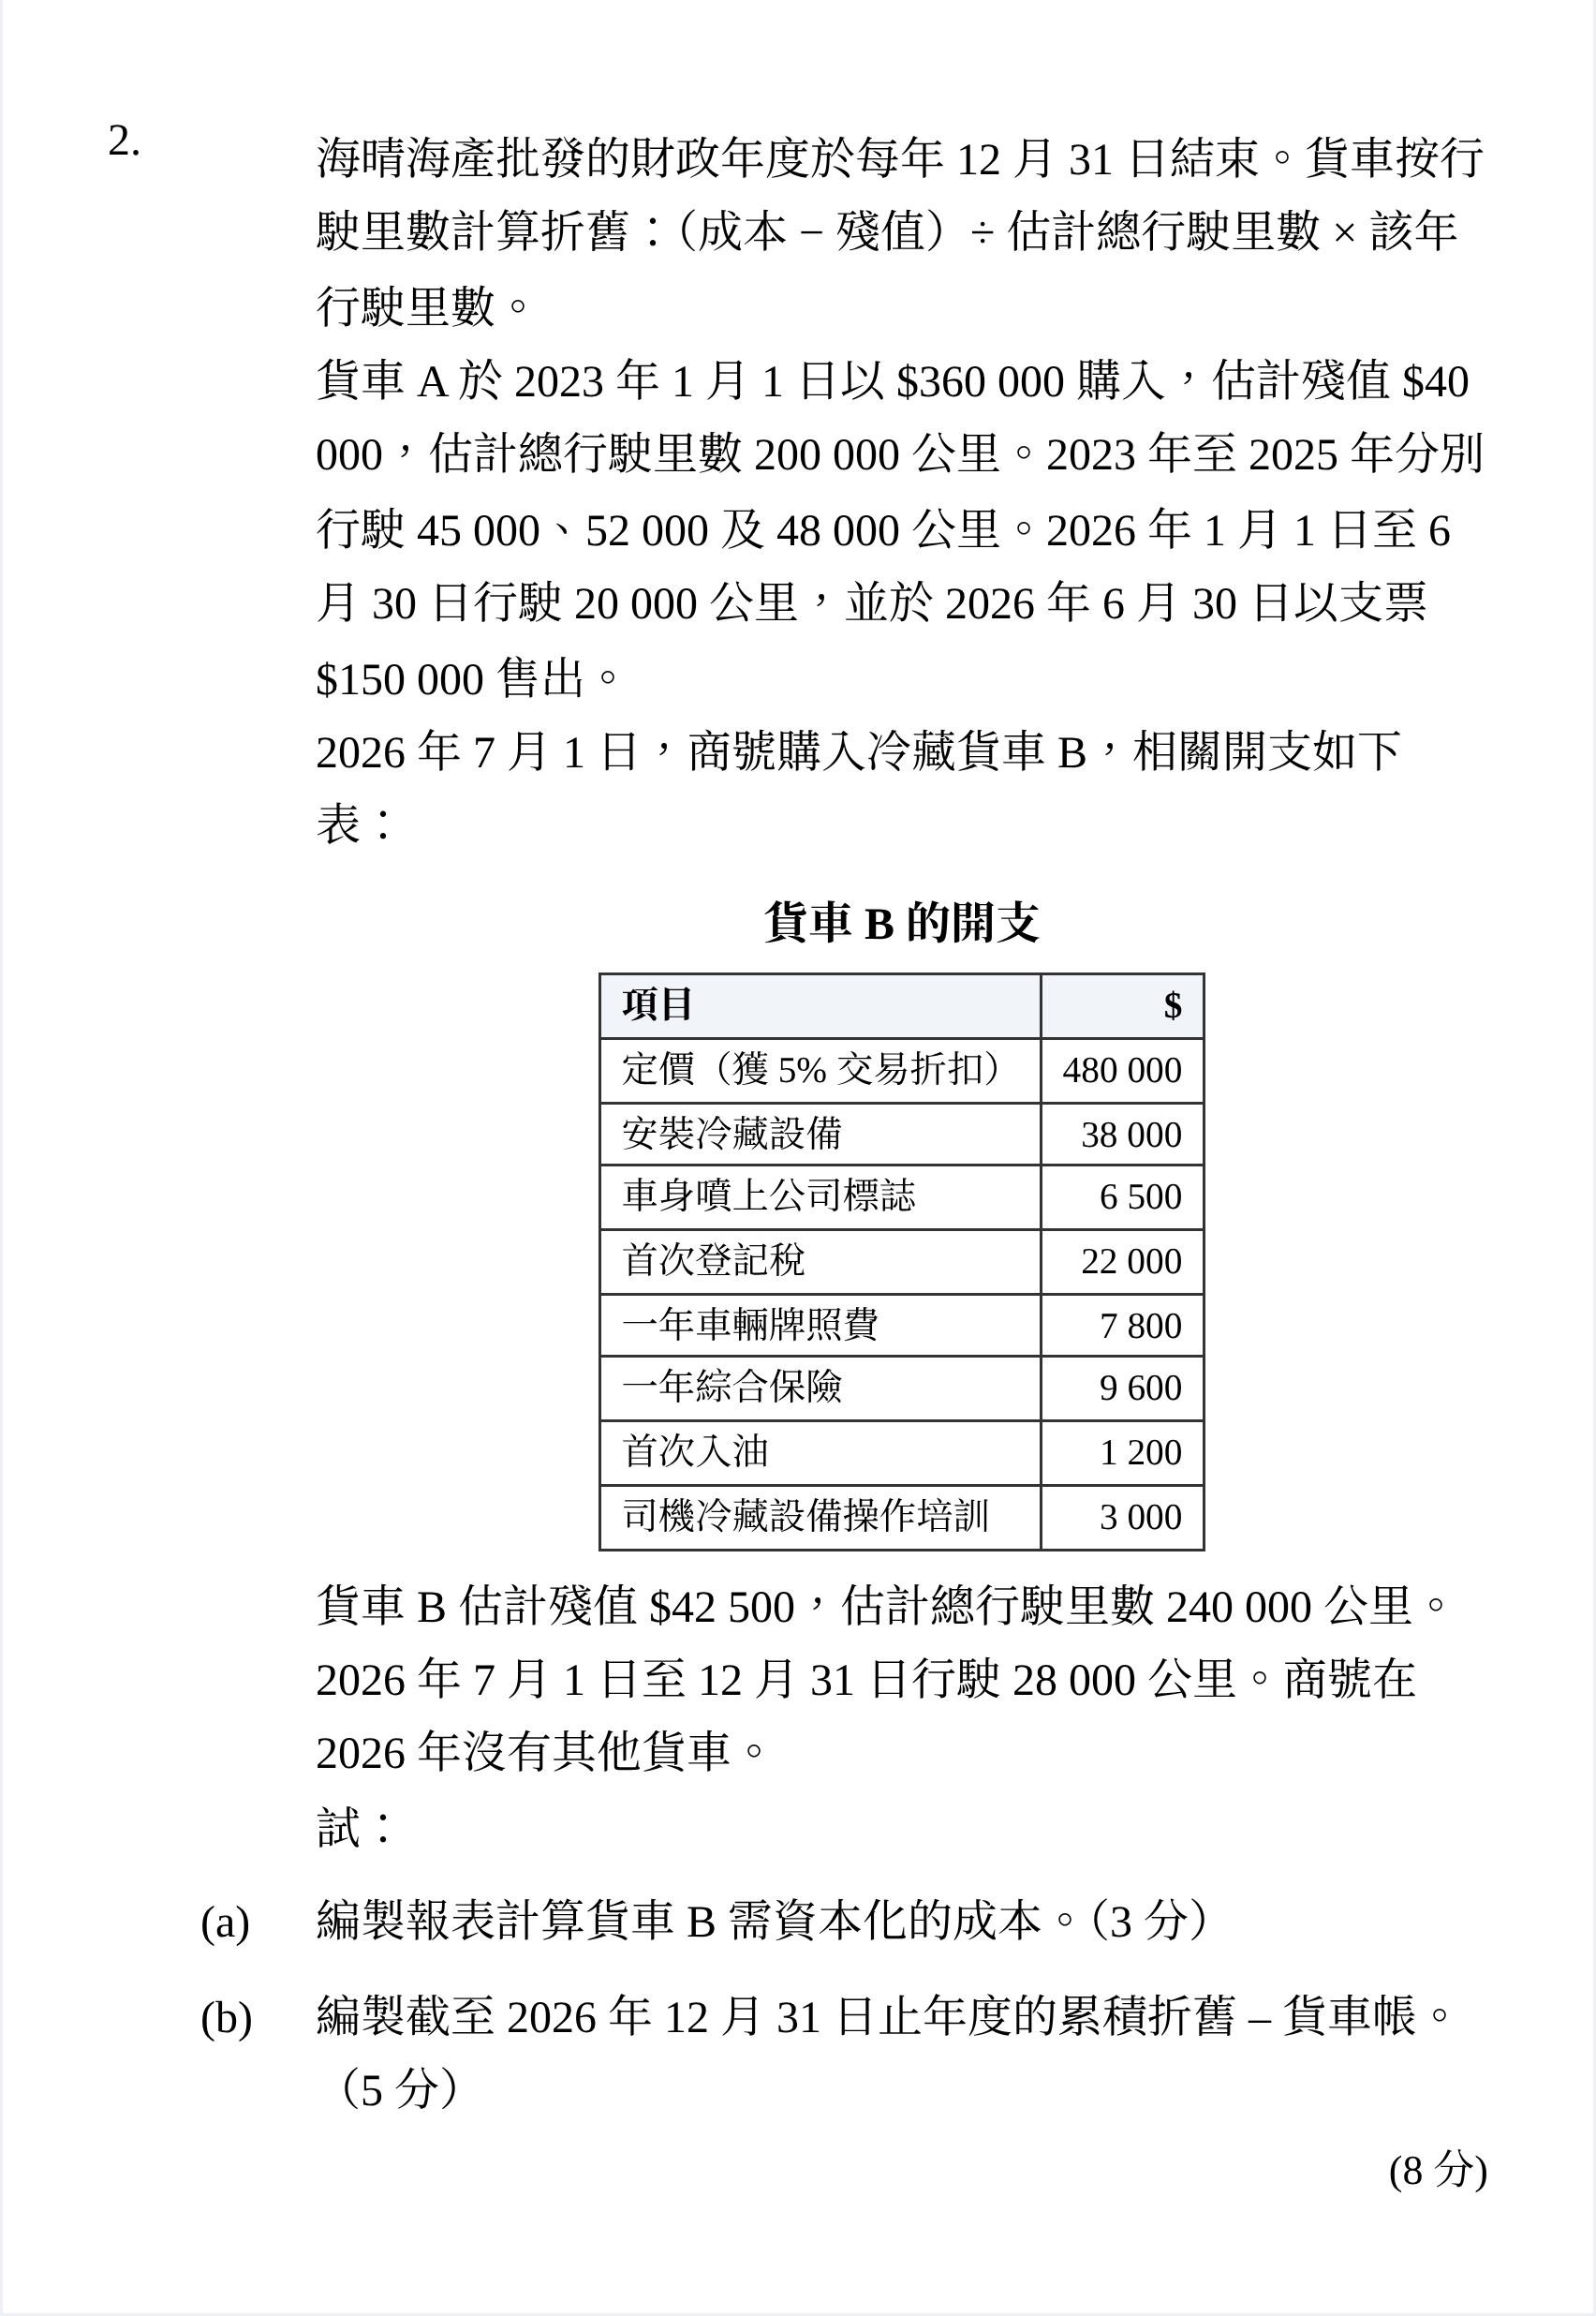 2.
海晴海產批發的財政年度於每年 12 月 31 日結束。貨車按行
駛里數計算折舊：（成本 − 殘值）÷ 估計總行駛里數 × 該年
行駛里數。
貨車 A 於 2023 年 1 月 1 日以 $360 000 購入，估計殘值 $40
000，估計總行駛里數 200 000 公里。2023 年至 2025 年分別
行駛 45 000、52 000 及 48 000 公里。2026 年 1 月 1 日至 6
月 30 日行駛 20 000 公里，並於 2026 年 6 月 30 日以支票
$150 000 售出。
2026 年 7 月 1 日，商號購入冷藏貨車 B，相關開支如下
表：
貨車 B 的開支
項目 $
定價（獲 5% 交易折扣） 480 000
安裝冷藏設備 38 000
車身噴上公司標誌 6 500
首次登記稅 22 000
一年車輛牌照費 7 800
一年綜合保險 9 600
首次入油 1 200
司機冷藏設備操作培訓 3 000
貨車 B 估計殘值 $42 500，估計總行駛里數 240 000 公里。
2026 年 7 月 1 日至 12 月 31 日行駛 28 000 公里。商號在
2026 年沒有其他貨車。
試：
(a) 編製報表計算貨車 B 需資本化的成本。（3 分）
(b) 編製截至 2026 年 12 月 31 日止年度的累積折舊 – 貨車帳。
（5 分）
(8 分)